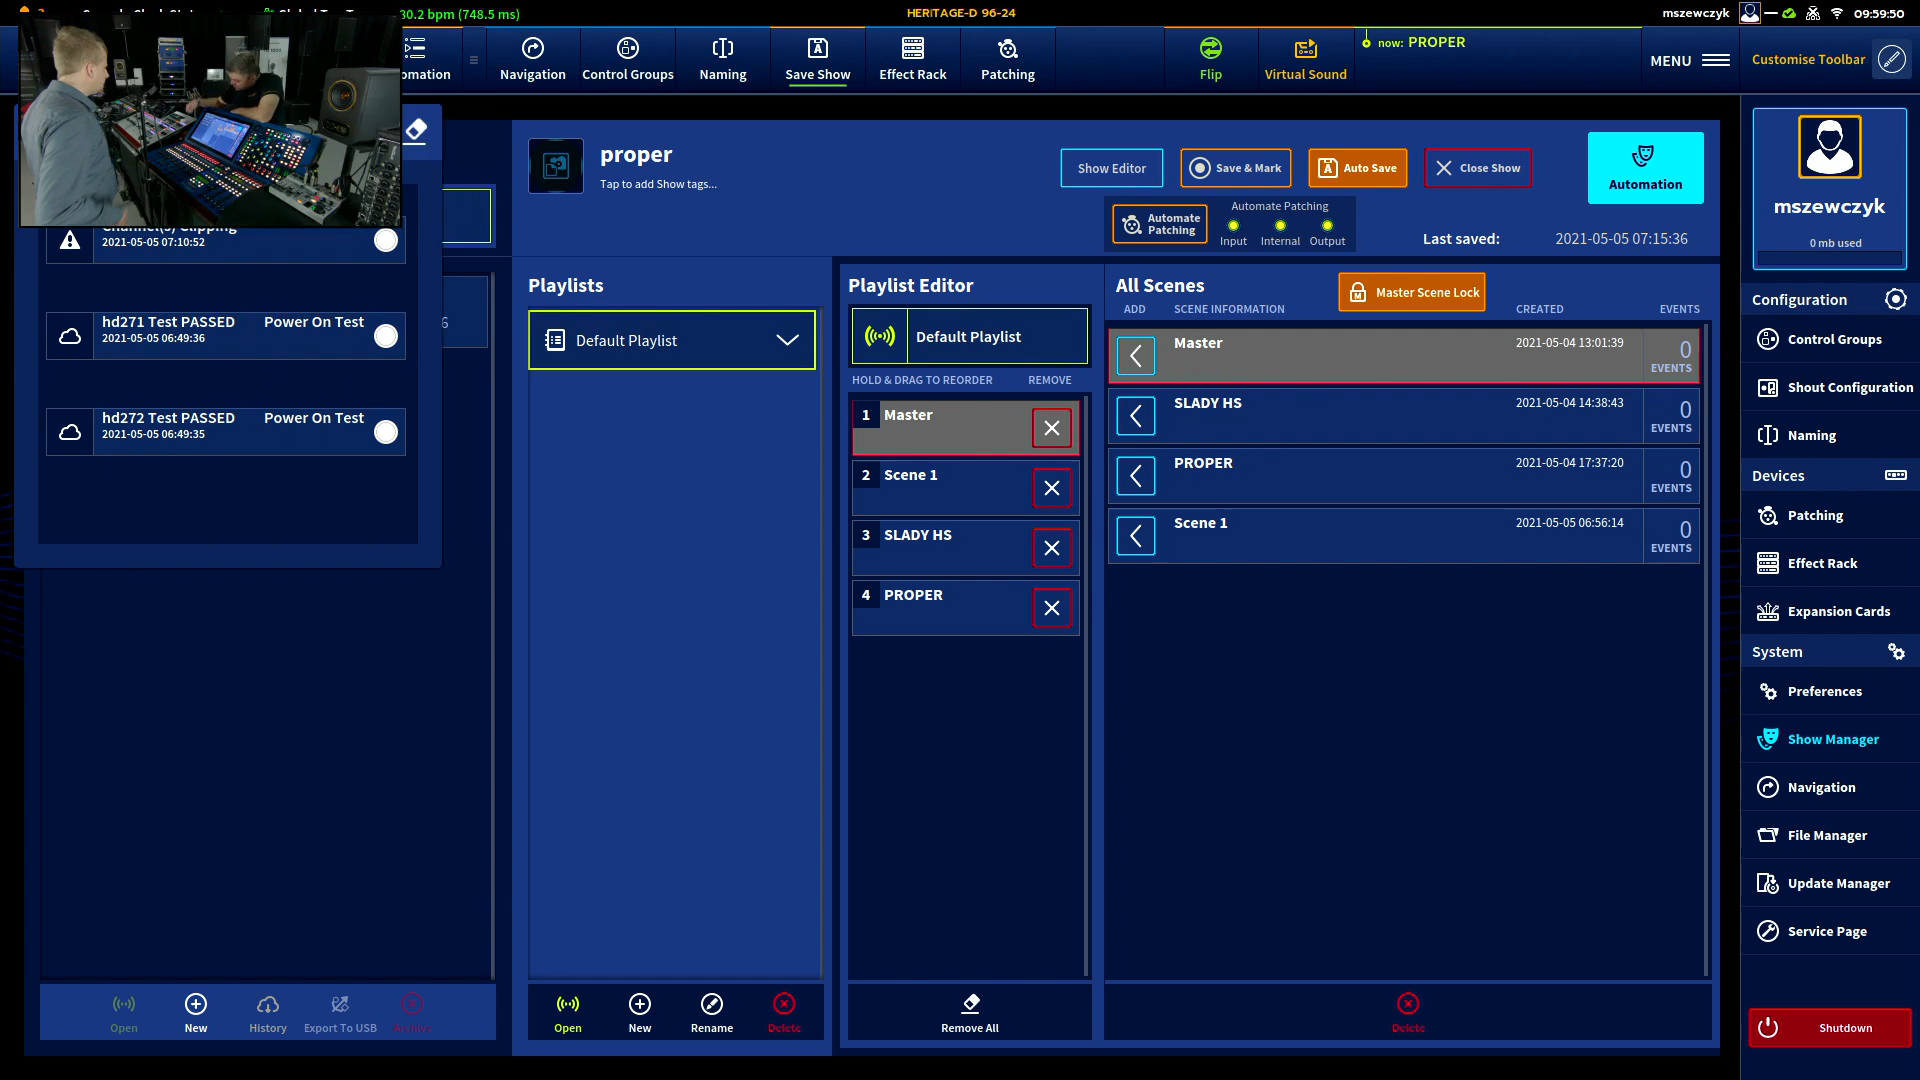 30.2 bpm (748.5 ms)
HERITAGE-D 96-24
mszewczyk
09:59:50
Navigation
Control Groups
Naming
Save Show
Effect Rack
Patching
Flip
Virtual Sound
now: PROPER
MENU
Customise Toolbar
proper
Tap to add Show tags...
Show Editor
Save & Mark
Auto Save
Close Show
Automation
Automate Patching
Automate Patching
Input
Internal
Output
Last saved:
2021-05-05 07:15:36
Channel(s) Clipping
2021-05-05 07:10:52
hd271 Test PASSED
Power On Test
2021-05-05 06:49:36
hd272 Test PASSED
Power On Test
2021-05-05 06:49:35
Playlists
Default Playlist
Playlist Editor
Default Playlist
HOLD & DRAG TO REORDER
REMOVE
1 Master
2 Scene 1
3 SLADY HS
4 PROPER
All Scenes
Master Scene Lock
ADD
SCENE INFORMATION
CREATED
EVENTS
Master
2021-05-04 13:01:39
0
EVENTS
SLADY HS
2021-05-04 14:38:43
0
EVENTS
PROPER
2021-05-04 17:37:20
0
EVENTS
Scene 1
2021-05-05 06:56:14
0
EVENTS
Open
New
History
Export To USB
Archive
Open
New
Rename
Delete
Remove All
Delete
mszewczyk
0 mb used
Configuration
Control Groups
Shout Configuration
Naming
Devices
Patching
Effect Rack
Expansion Cards
System
Preferences
Show Manager
Navigation
File Manager
Update Manager
Service Page
Shutdown